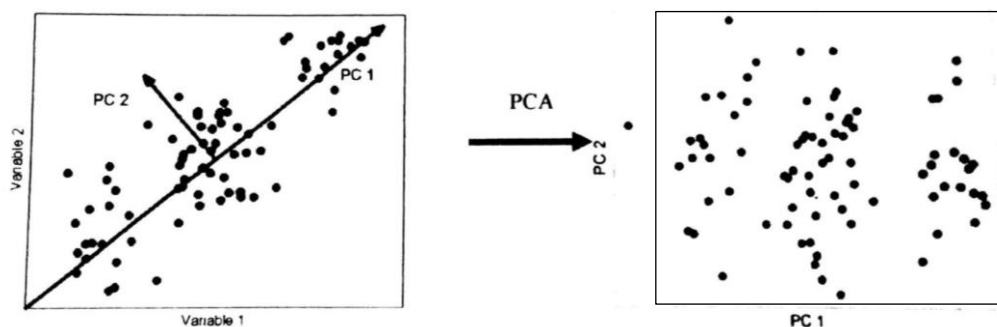 Variable 2
PC 2
PC 1
Variable 1
PCA
PC 2
PC 1